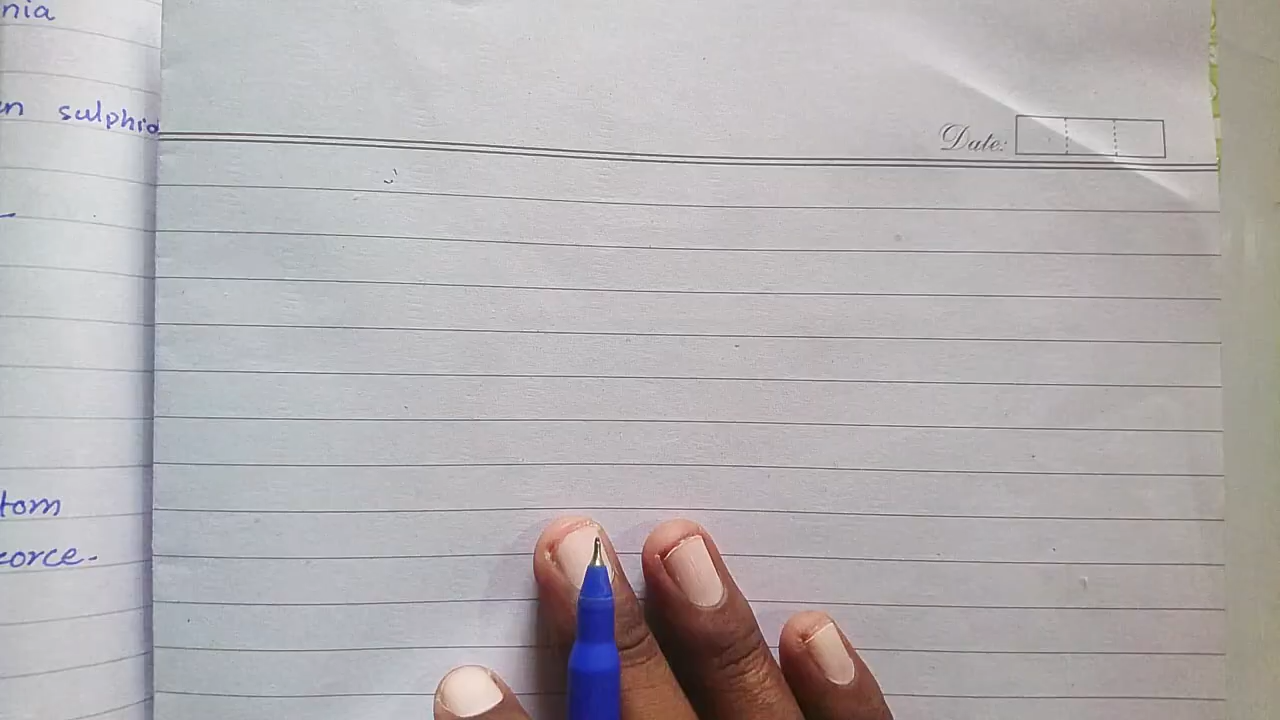 nia
n sulphid
Date:
tom
orce-